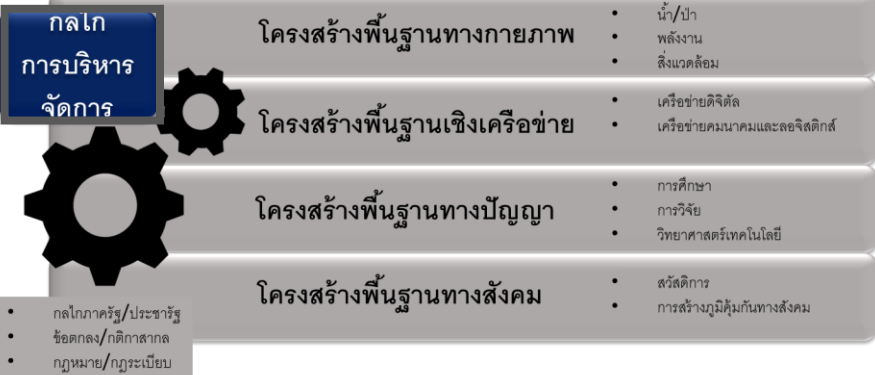 กลไก
การบริหาร
จัดการ
โครงสร้างพื้นฐานทางกายภาพ
• น้ำ/ป่า
• พลังงาน
• สิ่งแวดล้อม
โครงสร้างพื้นฐานเชิงเครือข่าย
• เครือข่ายดิจิตัล
• เครือข่ายคมนาคมและลอจิสติกส์
โครงสร้างพื้นฐานทางปัญญา
• การศึกษา
• การวิจัย
• วิทยาศาสตร์เทคโนโลยี
โครงสร้างพื้นฐานทางสังคม
• สวัสดิการ
• การสร้างภูมิคุ้มกันทางสังคม
• กลไกภาครัฐ/ประชารัฐ
• ข้อตกลง/กติกาสากล
• กฎหมาย/กฎระเบียบ